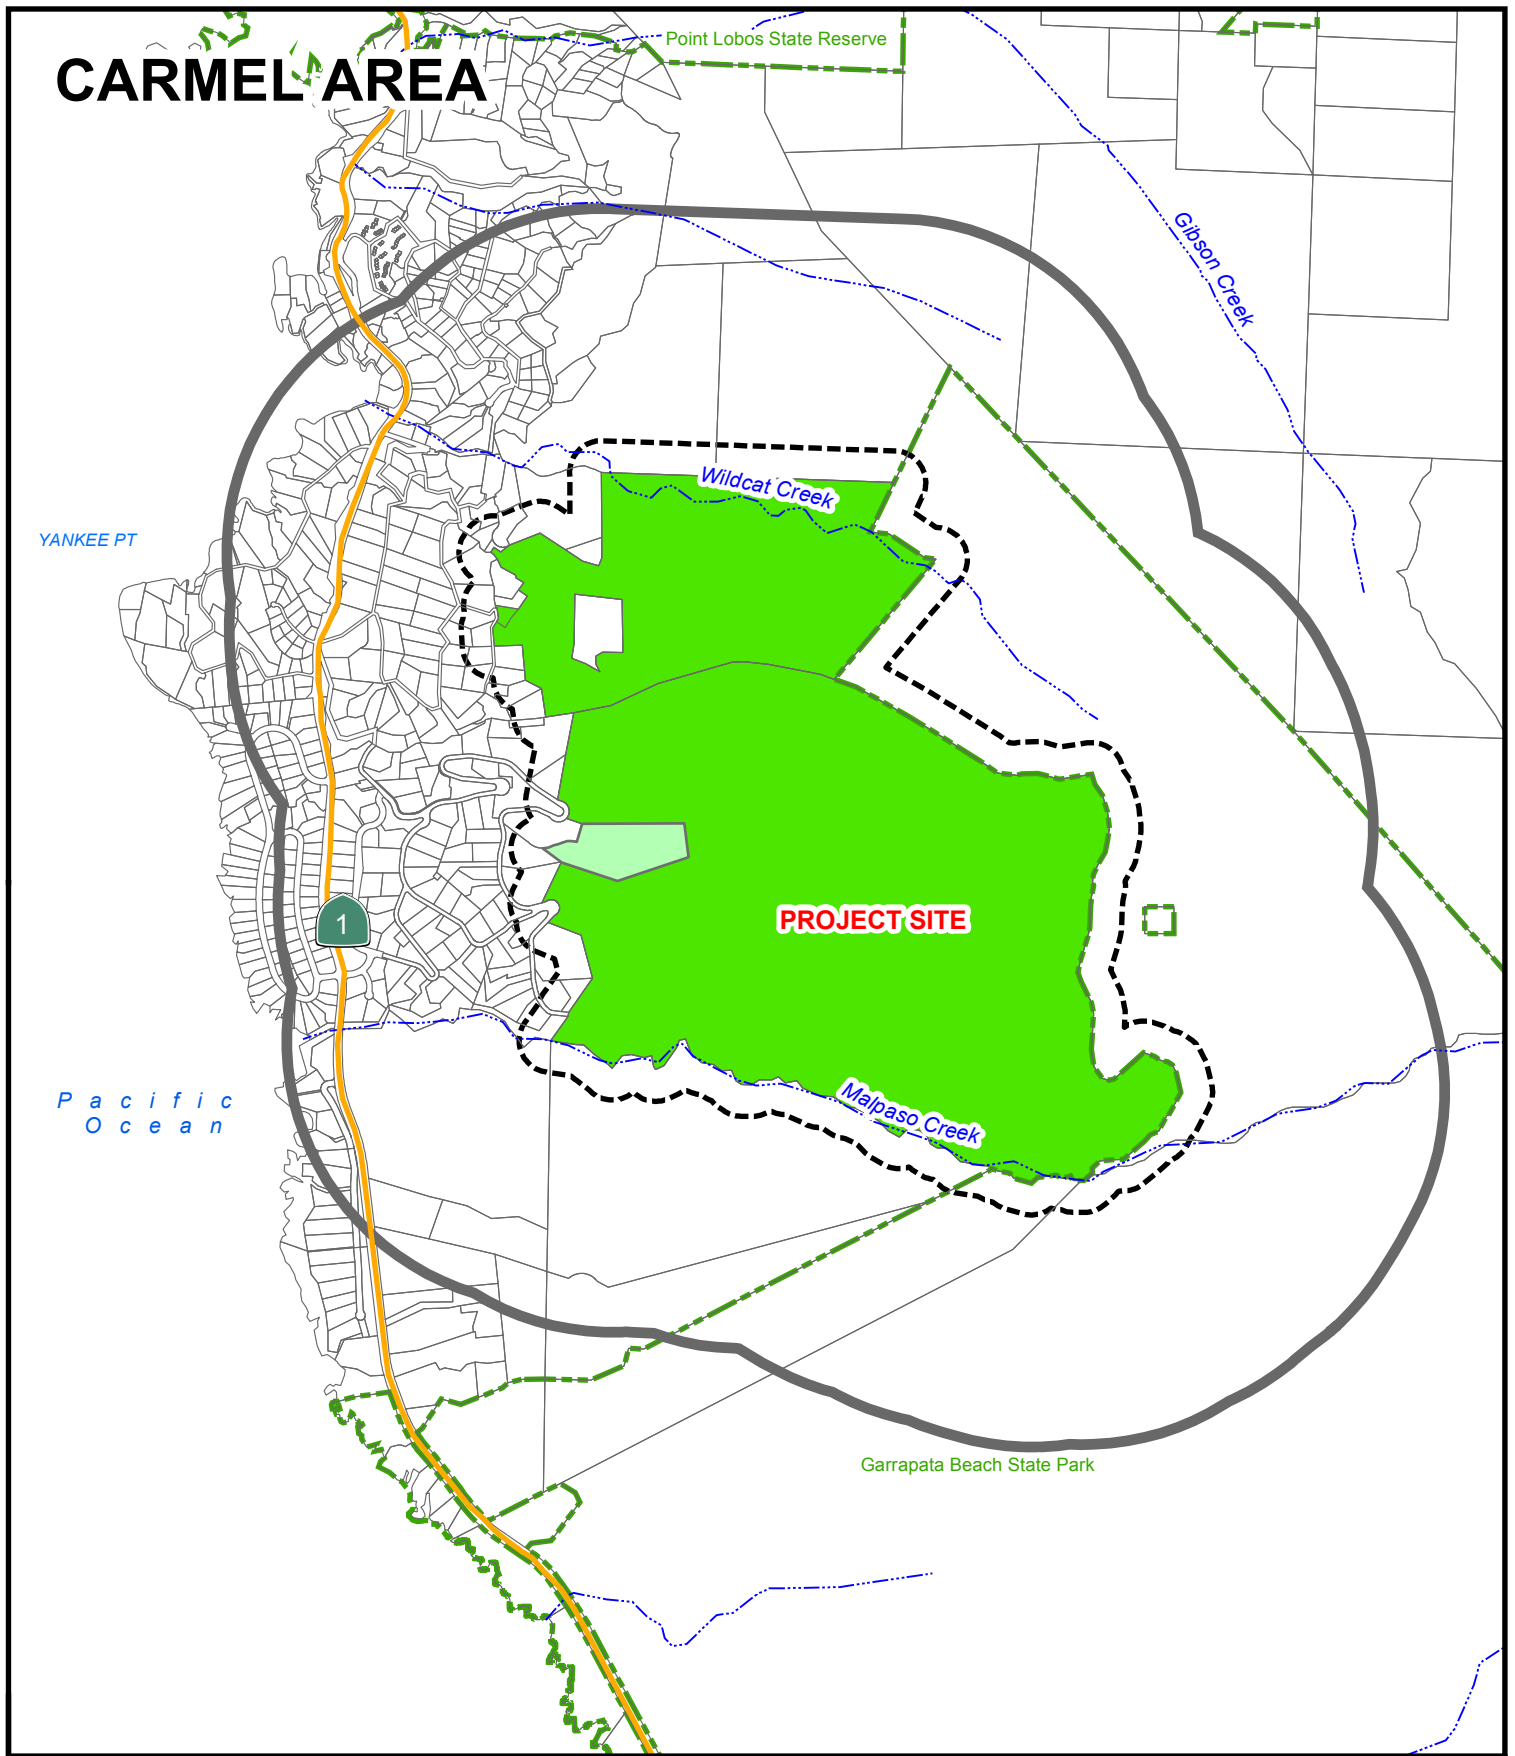 Point Lobos State Reserve
CARMEL AREA
Gibson Creek
Wildcat Creek
YANKEE PT
PROJECT SITE
1
Pacific
Ocean
Malpaso Creek
Garrapata Beach State Park